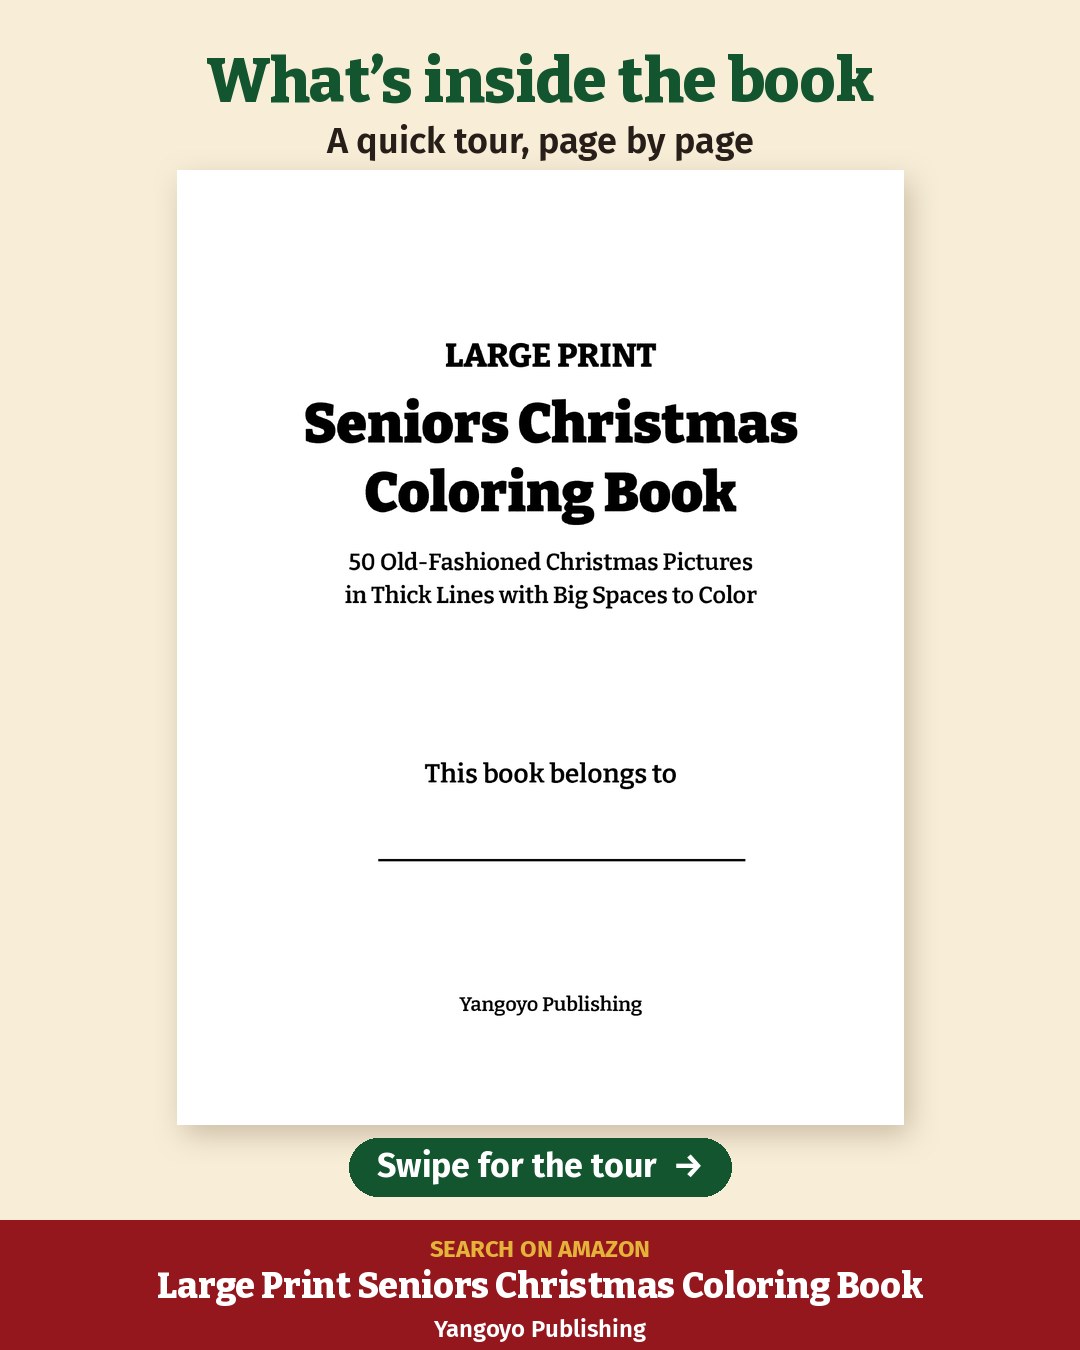 What's inside the book
A quick tour, page by page
LARGE PRINT
Seniors Christmas
Coloring Book
50 Old-Fashioned Christmas Pictures
in Thick Lines with Big Spaces to Color
This book belongs to
Yangoyo Publishing
Swipe for the tour →
SEARCH ON AMAZON
Large Print Seniors Christmas Coloring Book
Yangoyo Publishing